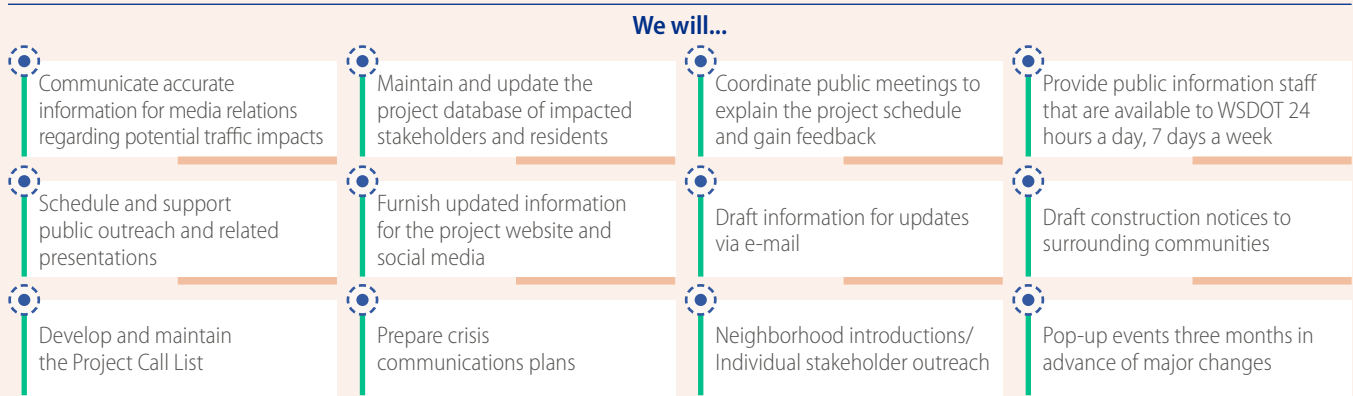 We will...
Communicate accurate
information for media relations
regarding potential traffic impacts
Maintain and update the
project database of impacted
stakeholders and residents
Coordinate public meetings to
explain the project schedule
and gain feedback
Provide public information staff
that are available to WSDOT 24
hours a day, 7 days a week
Schedule and support
public outreach and related
presentations
Furnish updated information
for the project website and
social media
Draft information for updates
via e-mail
Draft construction notices to
surrounding communities
Develop and maintain
the Project Call List
Prepare crisis
communications plans
Neighborhood introductions/
Individual stakeholder outreach
Pop-up events three months in
advance of major changes